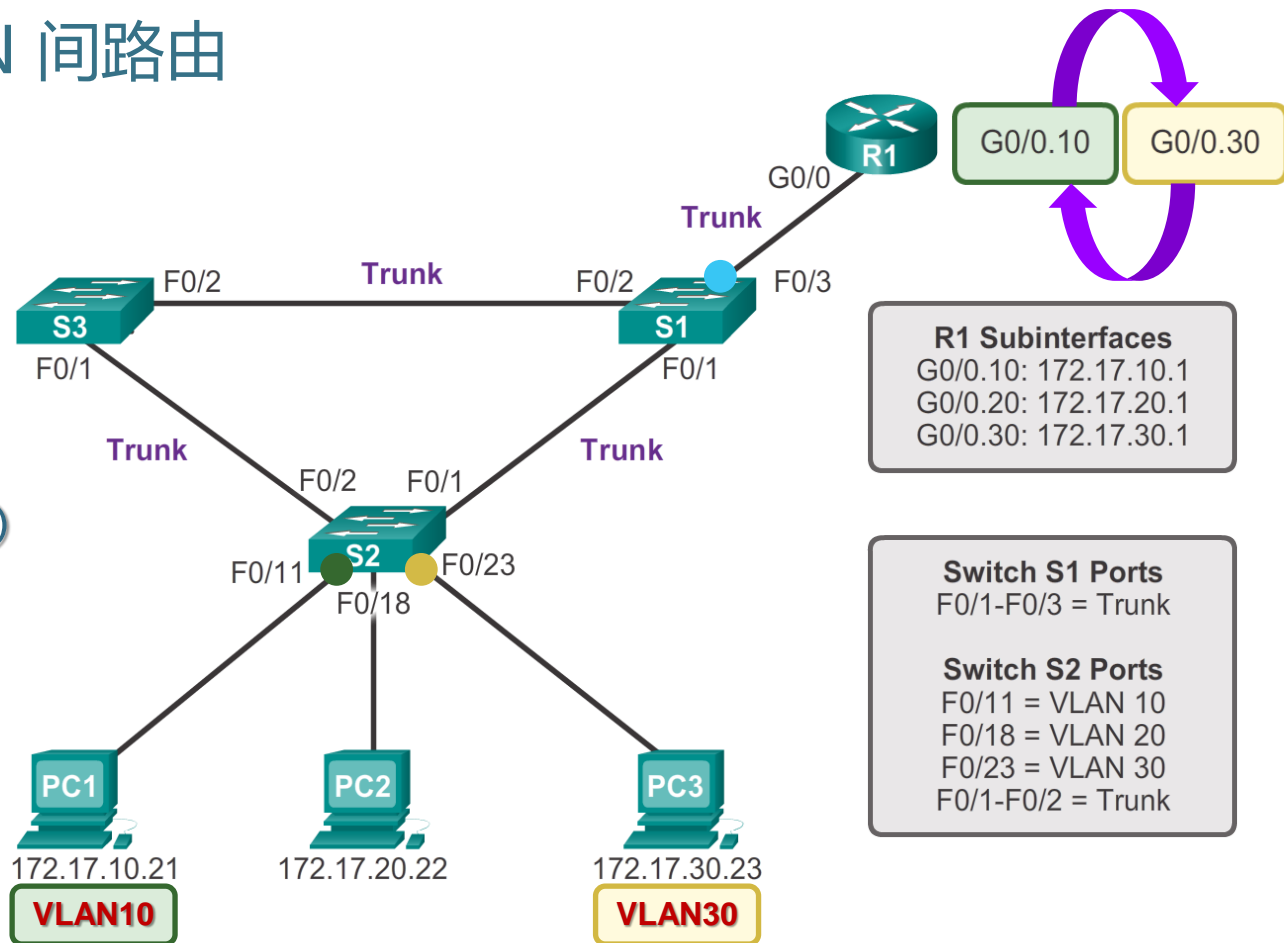 N 间路由
R1
G0/0
G0/0.10
G0/0.30
Trunk
Trunk
F0/2
F0/2
F0/3
S3
S1
F0/1
F0/1
Trunk
Trunk
F0/2
F0/1
S2
F0/11
F0/23
F0/18
PC1
PC2
PC3
172.17.10.21
172.17.20.22
172.17.30.23
VLAN10
VLAN30
R1 Subinterfaces
G0/0.10: 172.17.10.1
G0/0.20: 172.17.20.1
G0/0.30: 172.17.30.1
Switch S1 Ports
F0/1-F0/3 = Trunk
Switch S2 Ports
F0/11 = VLAN 10
F0/18 = VLAN 20
F0/23 = VLAN 30
F0/1-F0/2 = Trunk